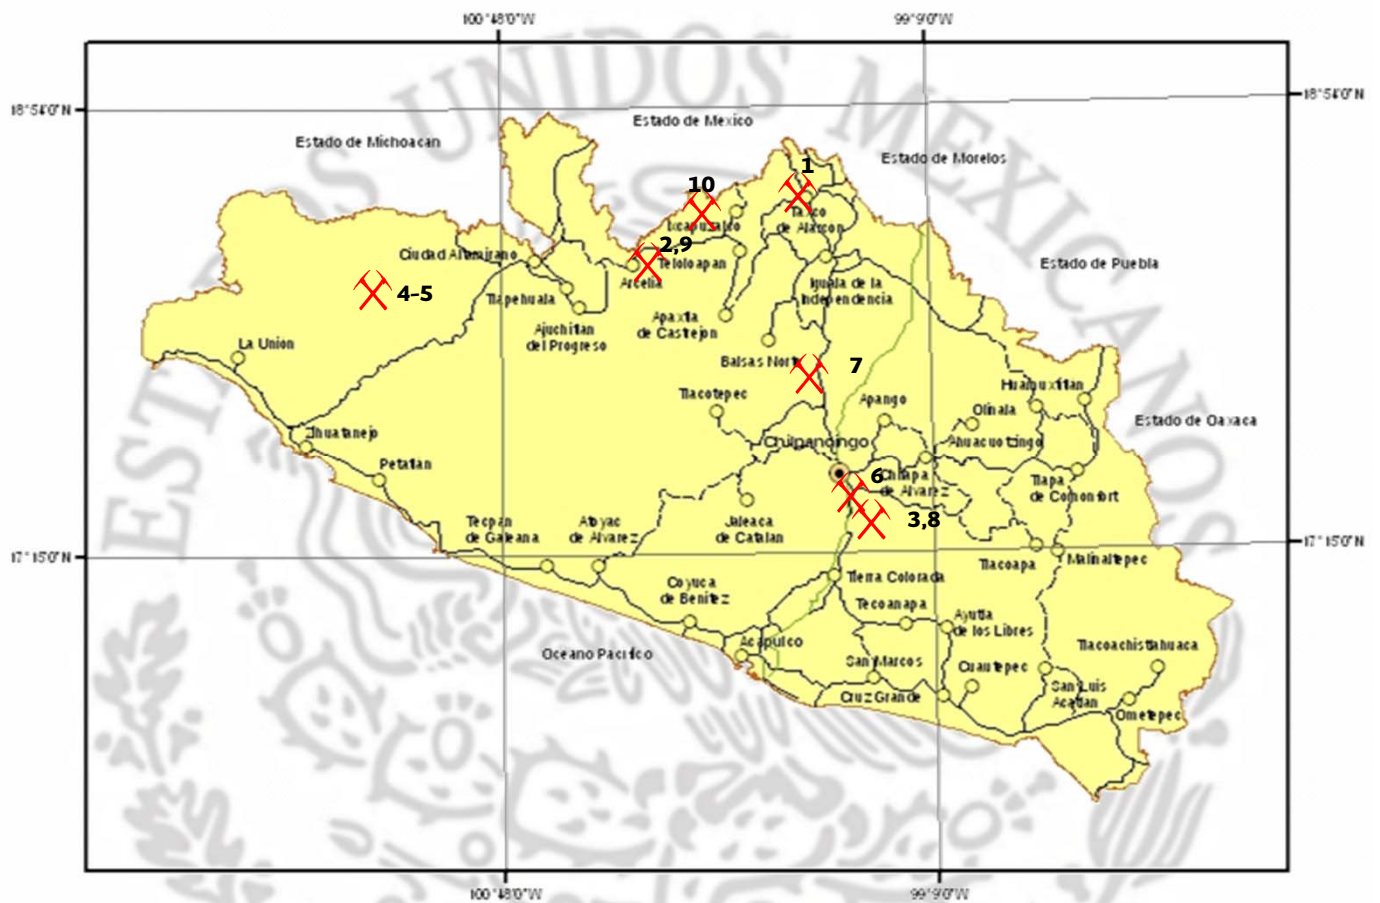 100°48'0"W
99°9'0"W
18°54'0"N
18°54'0"N
ESTADOS UNIDOS MEXICANOS
Estado de Mexico
Estado de Michoacan
Estado de Morelos
1
10
Taxco
de Alarcon
Ixcapuzalco
2,9
Ciudad Altamirano
Teloloapan
Estado de Puebla
Arcelia
4-5
Tlapehuala
Iguala de la
Independencia
Apaxtla
de Castrejon
Ajuchitlan
del Progreso
La Union
Balsas Norte
7
Huamuxtitlan
Tlacotepec
Apango
Olinala
Estado de Oaxaca
Zihuatanejo
Chilpancingo
Ahuacuotzingo
Petatlan
6
Chilapa
de Alvarez
Tlapa
de Comonfort
3,8
Tecpan
de Galeana
Atoyac
de Alvarez
Jaleaca
de Catalan
17°15'0"N
17°15'0"N
Tlacoapa
Malinaltepec
Tierra Colorada
Coyuca
de Benitez
Tecoanapa
Ayutla
de los Libres
Acapulco
Tlacoachistlahuaca
Oceano Pacifico
San Marcos
Cuautepec
San Luis
Acatlan
Cruz Grande
Ometepec
100°48'0"W
99°9'0"W